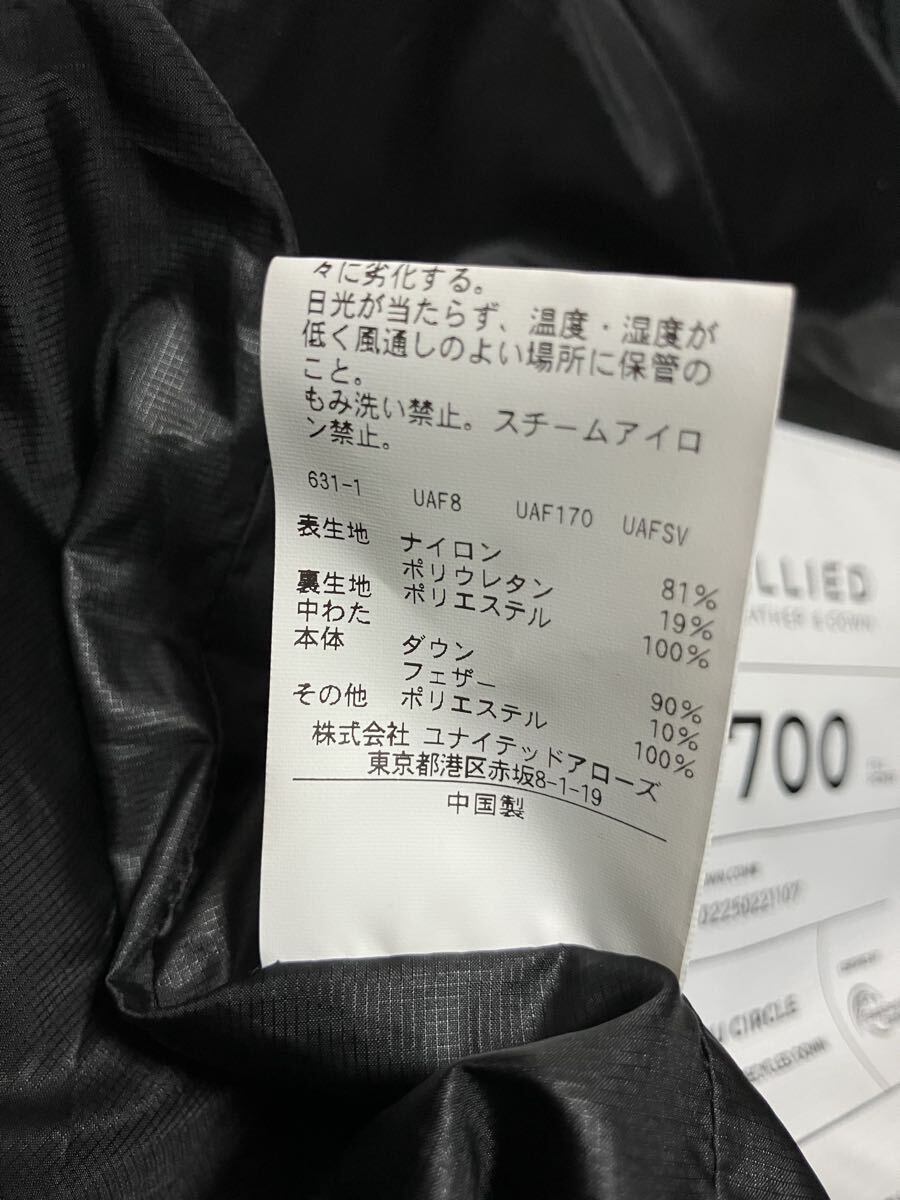 々に劣化する。
日光が当たらず、温度・湿度が
低く風通しのよい場所に保管の
こと。
もみ洗い禁止。スチームアイロ
ン禁止。
631-1 UAF8 UAF170 UAFSV
表生地 ナイロン 81%
ポリウレタン 19%
裏生地 ポリエステル 100%
中わた
本体 ダウン 90%
フェザー 10%
その他 ポリエステル 100%
株式会社 ユナイテッドアローズ
東京都港区赤坂8-1-19
中国製
LLIED
ATHER & DOWN
700
02250221107
CIRCLE
ECYCLED DOWN